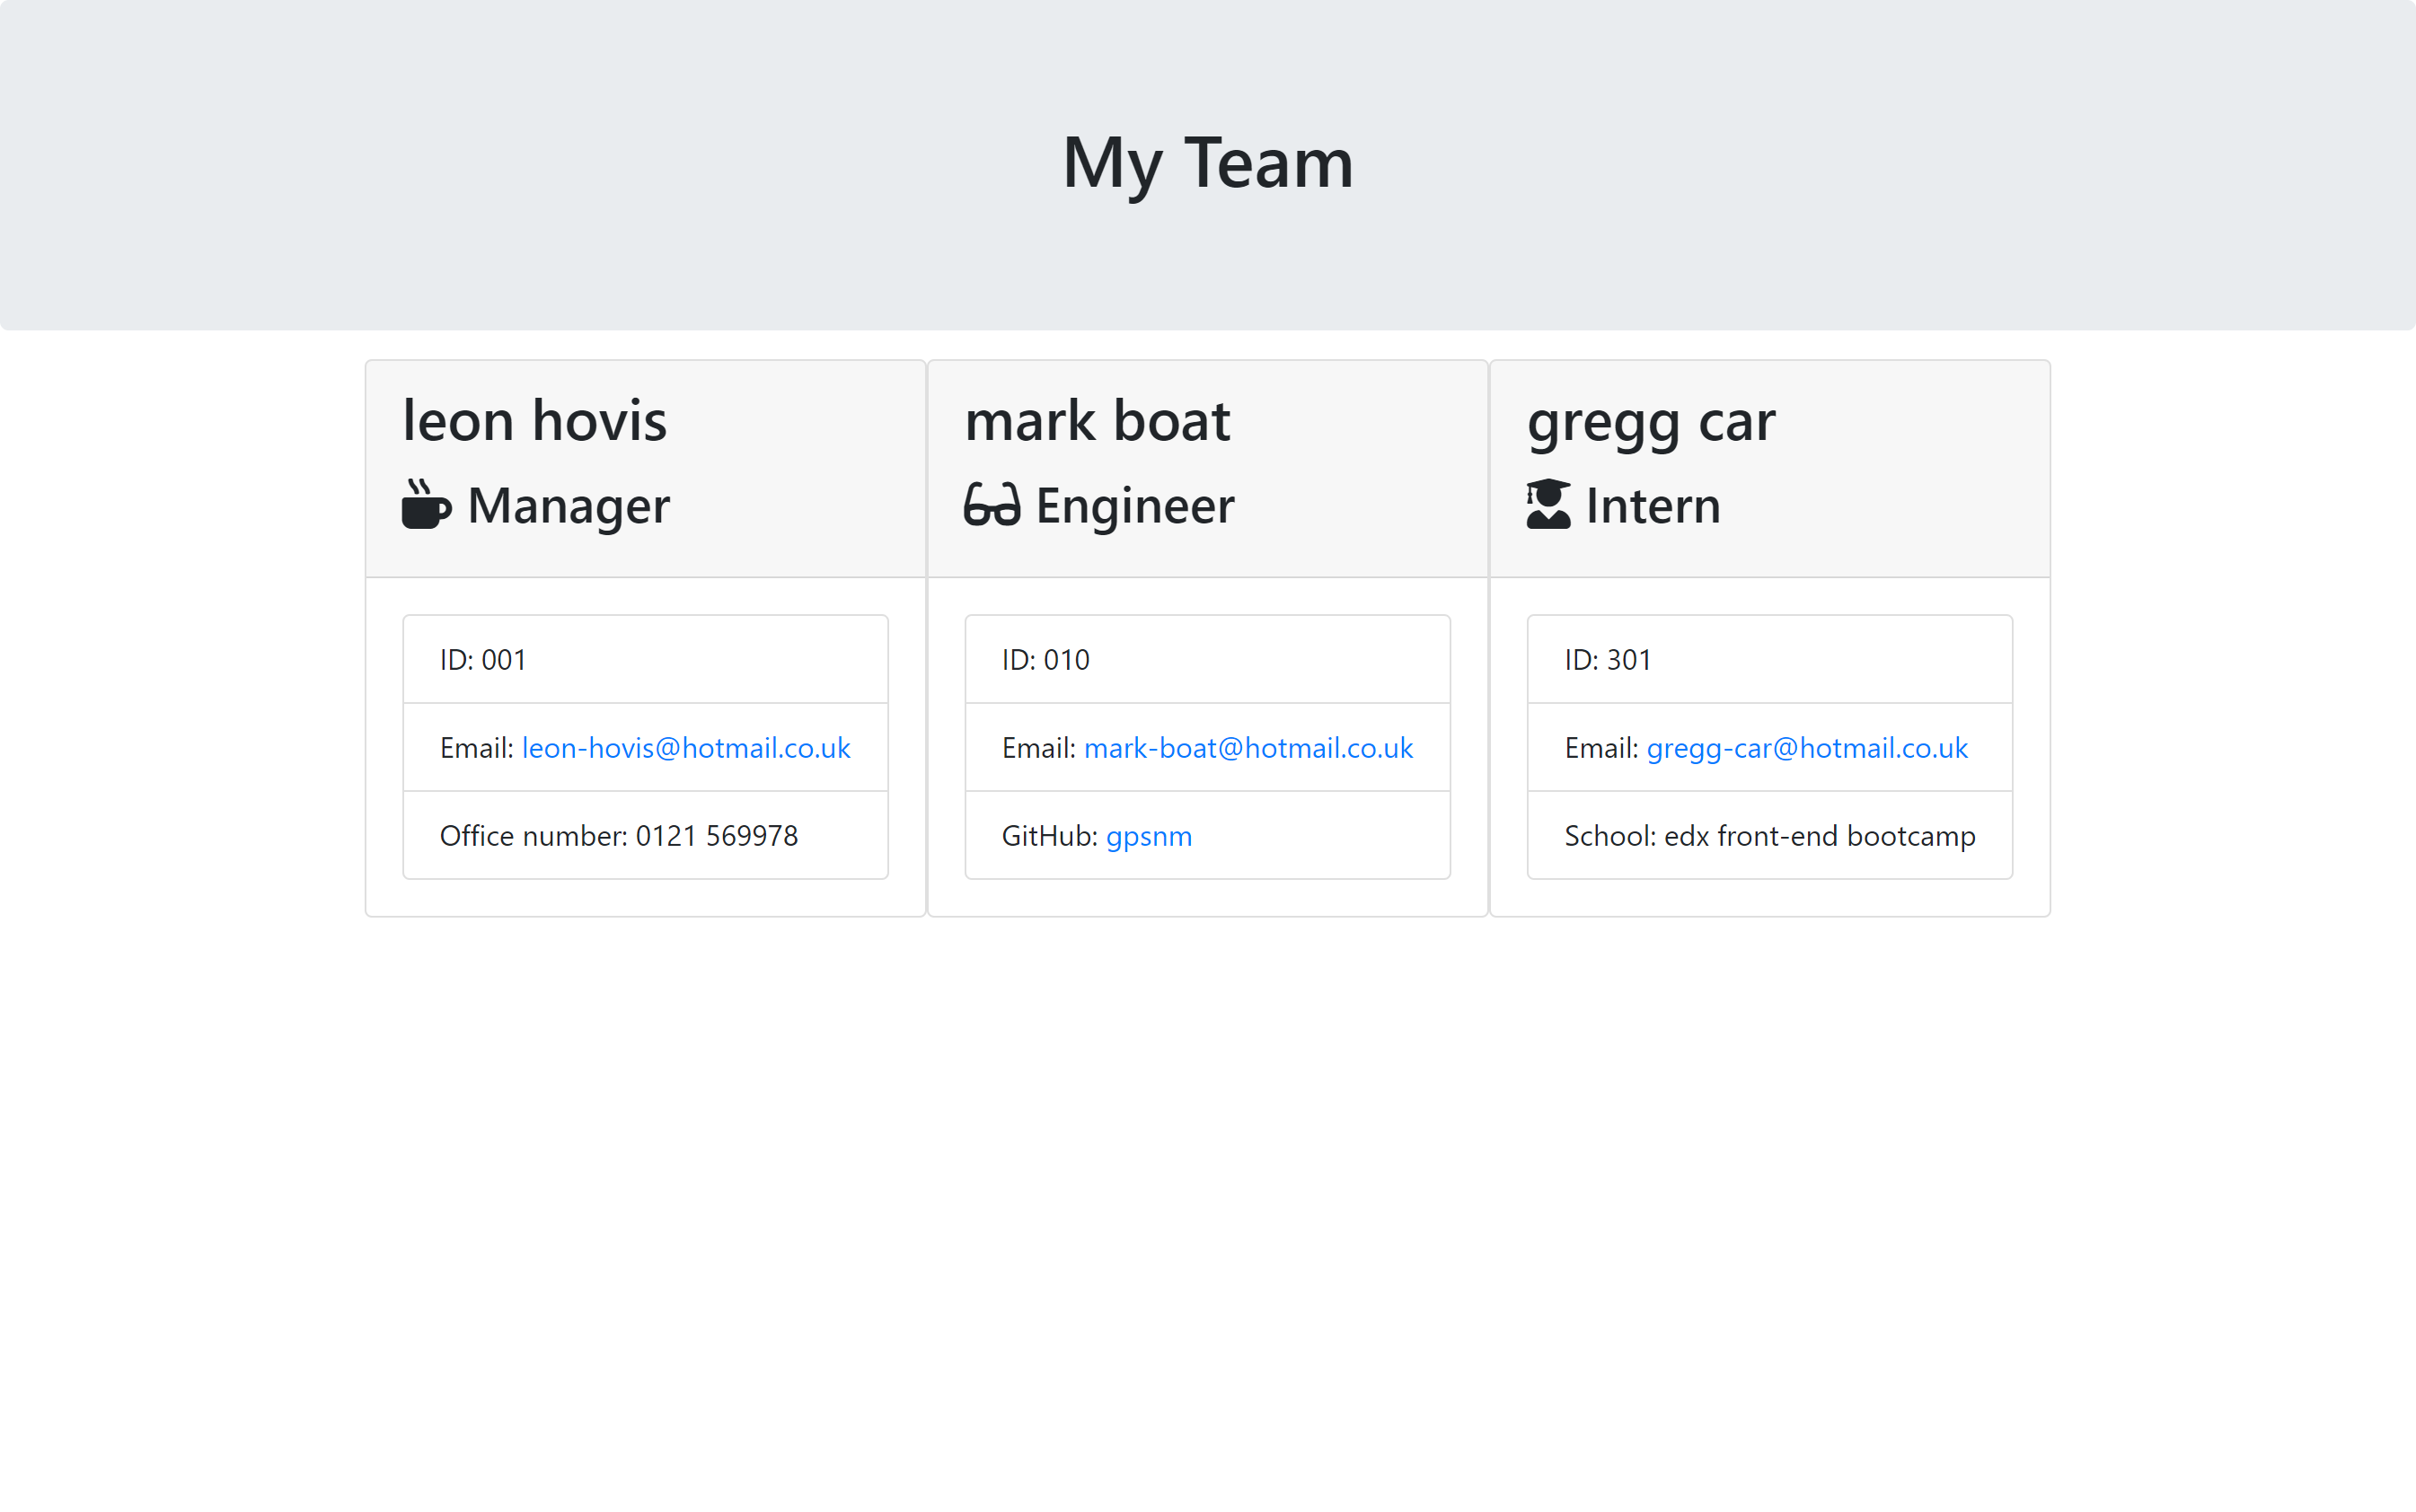 My Team
leon hovis
Manager
ID: 001
Email: leon-hovis@hotmail.co.uk
Office number: 0121 569978
mark boat
Engineer
ID: 010
Email: mark-boat@hotmail.co.uk
GitHub: gpsnm
gregg car
Intern
ID: 301
Email: gregg-car@hotmail.co.uk
School: edx front-end bootcamp